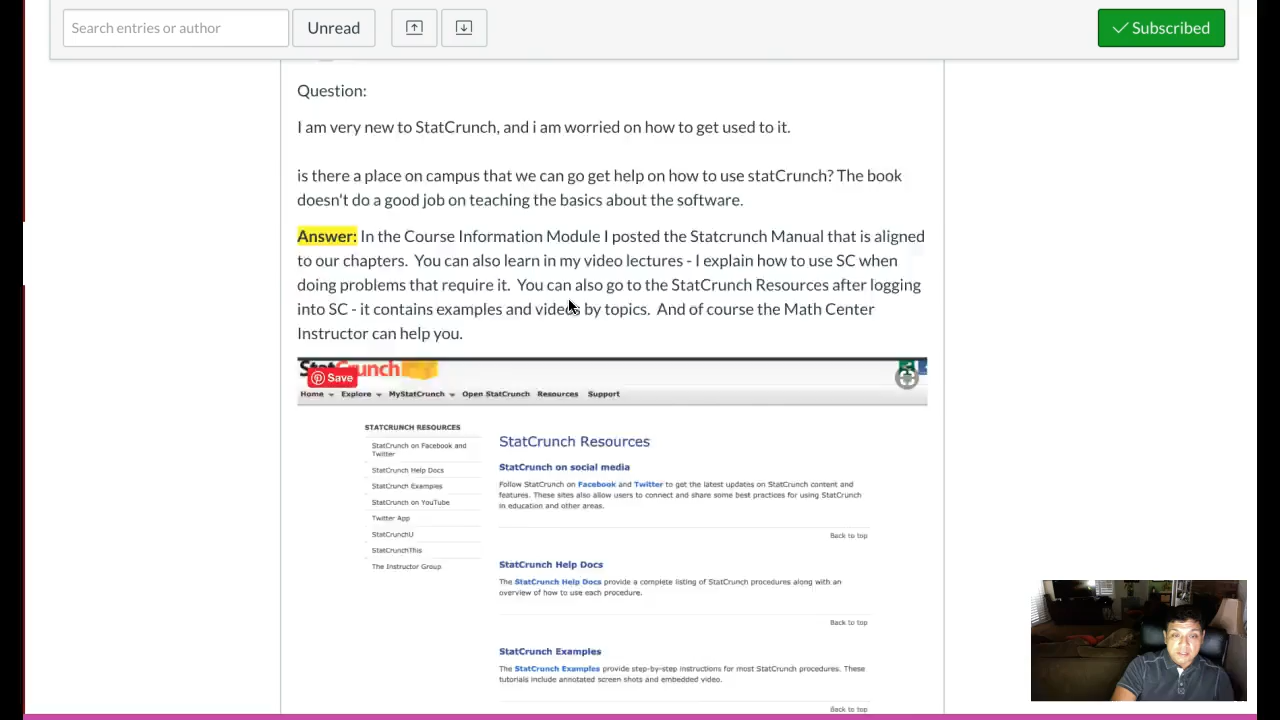 Search entries or author
Unread
Subscribed
Question:
I am very new to StatCrunch, and i am worried on how to get used to it.
is there a place on campus that we can go get help on how to use statCrunch? The book
doesn't do a good job on teaching the basics about the software.
Answer: In the Course Information Module I posted the Statcrunch Manual that is aligned
to our chapters.  You can also learn in my video lectures - I explain how to use SC when
doing problems that require it.  You can also go to the StatCrunch Resources after logging
into SC - it contains examples and videos by topics.  And of course the Math Center
Instructor can help you.
StatCrunch
Save
Home Explore MyStatCrunch Open StatCrunch Resources Support
STATCRUNCH RESOURCES
StatCrunch on Facebook and
Twitter
StatCrunch Help Docs
StatCrunch Examples
StatCrunch on YouTube
Twitter App
StatCrunchU
StatCrunchThis
The Instructor Group
StatCrunch Resources
StatCrunch on social media
Follow StatCrunch on Facebook and Twitter to get the latest updates on StatCrunch content and
features. These sites also allow users to connect and share some best practices for using StatCrunch
in education and other areas.
Back to top
StatCrunch Help Docs
The StatCrunch Help Docs provide a complete listing of StatCrunch procedures along with an
overview of how to use each procedure.
Back to top
StatCrunch Examples
The StatCrunch Examples provide step-by-step instructions for most StatCrunch procedures. These
tutorials include annotated screen shots and embedded video.
Back to top